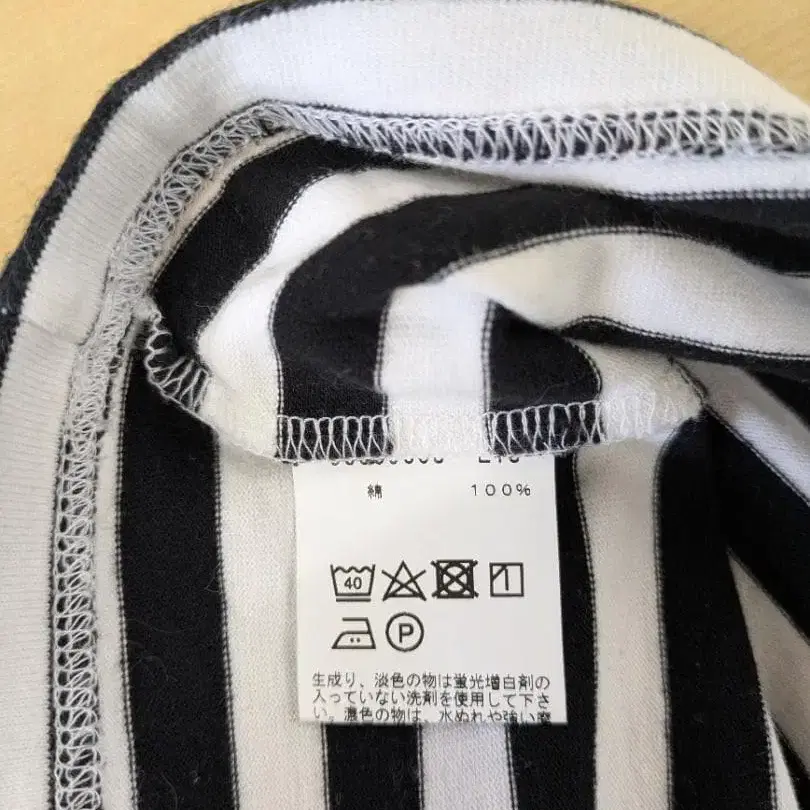 綿 100%
40
P
生成り、淡色の物は蛍光増白剤の
入っていない洗剤を使用して下さ
い。濃色の物は、水ぬれや強い摩